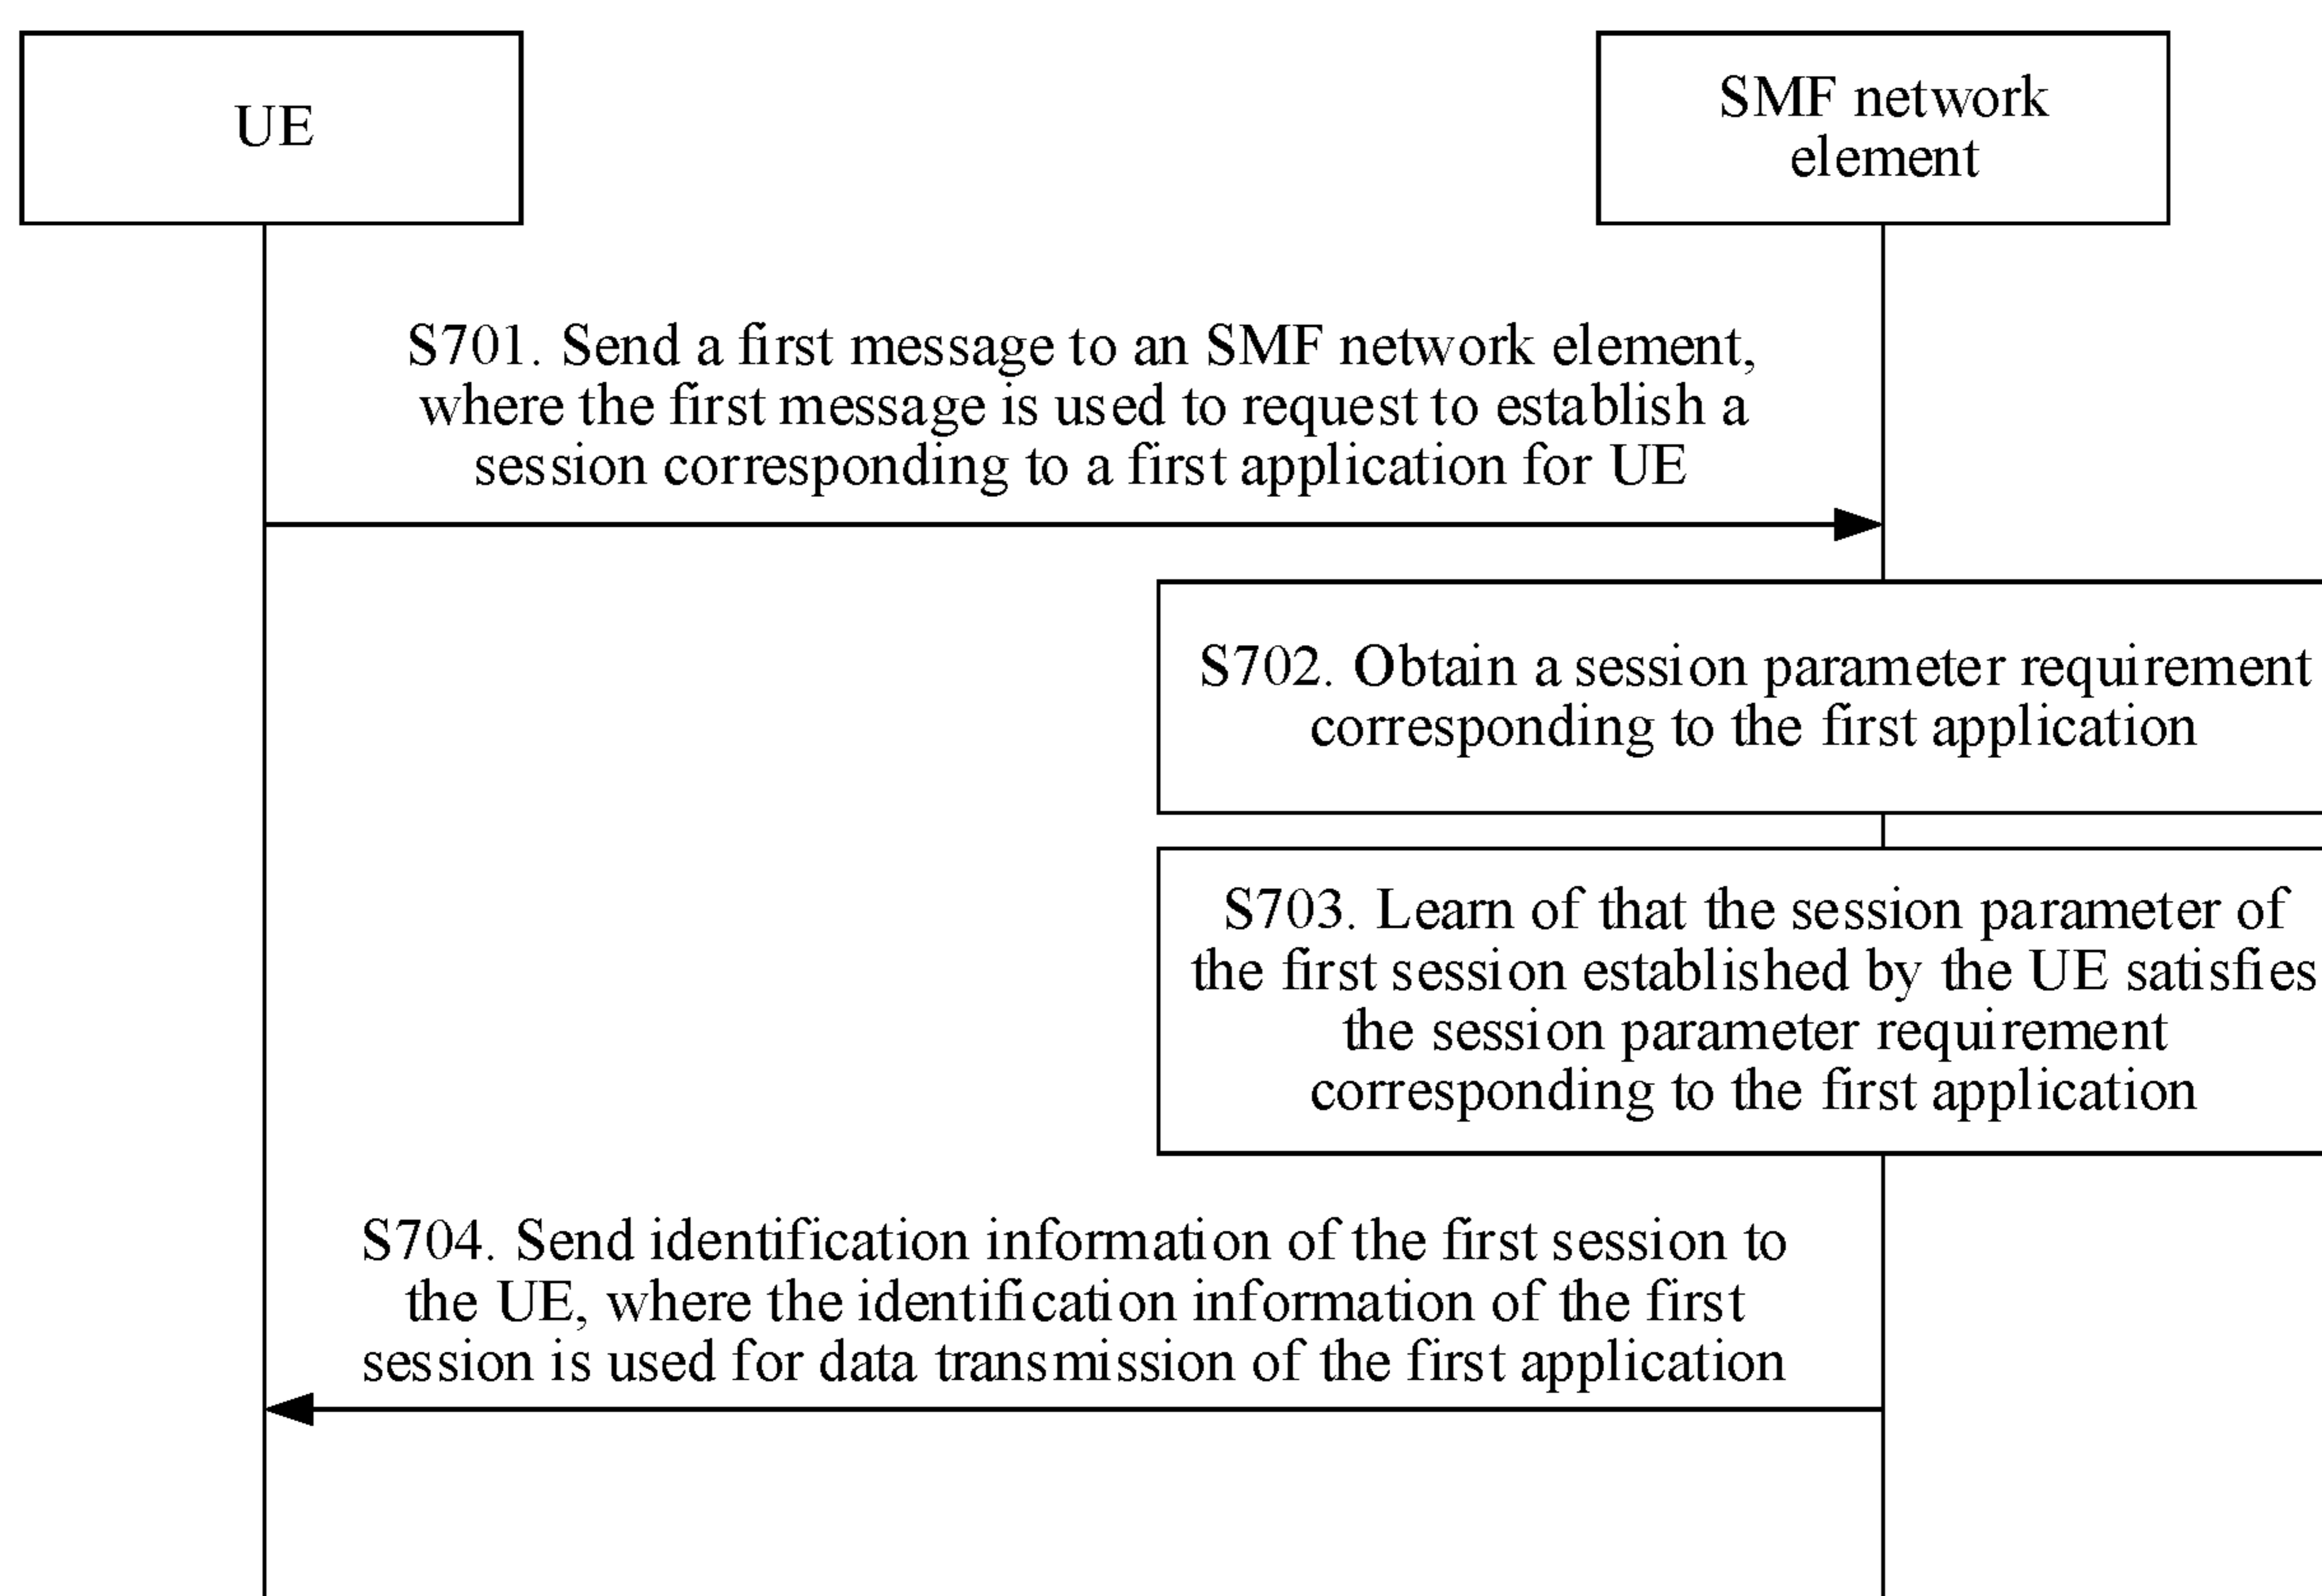 UE
SMF network
element
S701. Send a first message to an SMF network element,
where the first message is used to request to establish a
session corresponding to a first application for UE
S702. Obtain a session parameter requirement
corresponding to the first application
S703. Learn of that the session parameter of
the first session established by the UE satisfies
the session parameter requirement
corresponding to the first application
S704. Send identification information of the first session to
the UE, where the identification information of the first
session is used for data transmission of the first application